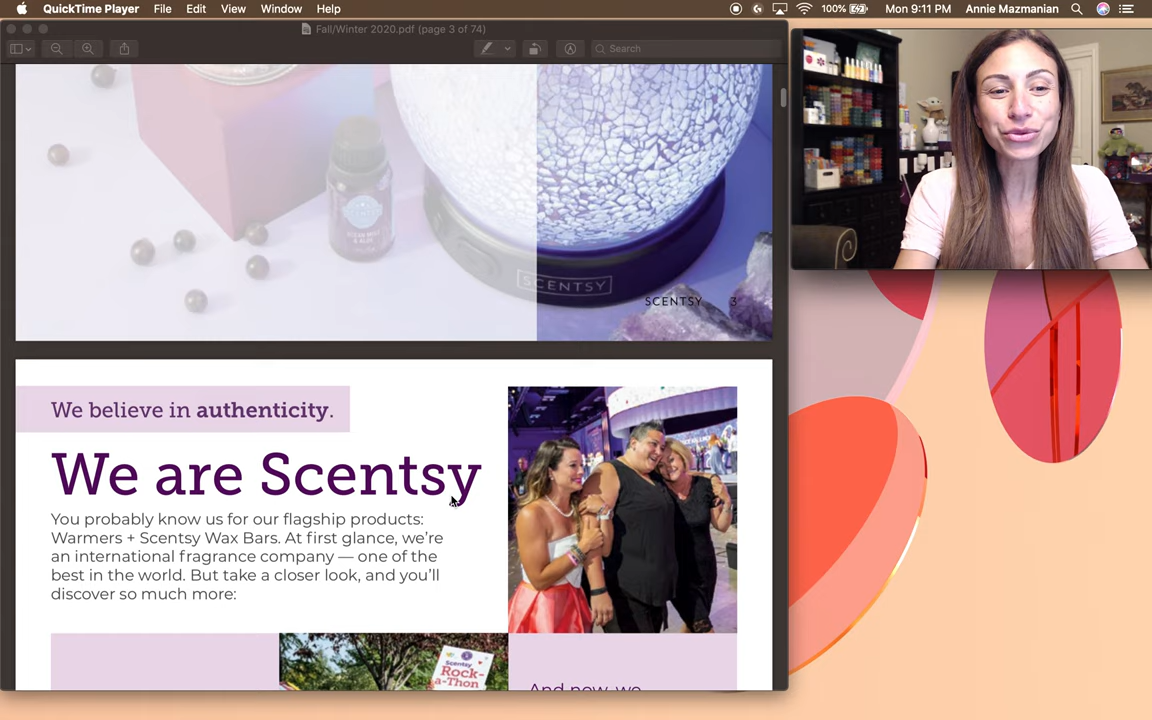 QuickTime Player File Edit View Window Help 100% Mon 9:11 PM Annie Mazmanian
Fall/Winter 2020.pdf (page 3 of 74)
Search
SCENTSY
SCENTSY 3
We believe in authenticity.
We are Scentsy
You probably know us for our flagship products:
Warmers + Scentsy Wax Bars. At first glance, we're
an international fragrance company — one of the
best in the world. But take a closer look, and you'll
discover so much more:
Scentsy
Rock-
a-Thon
And now, we